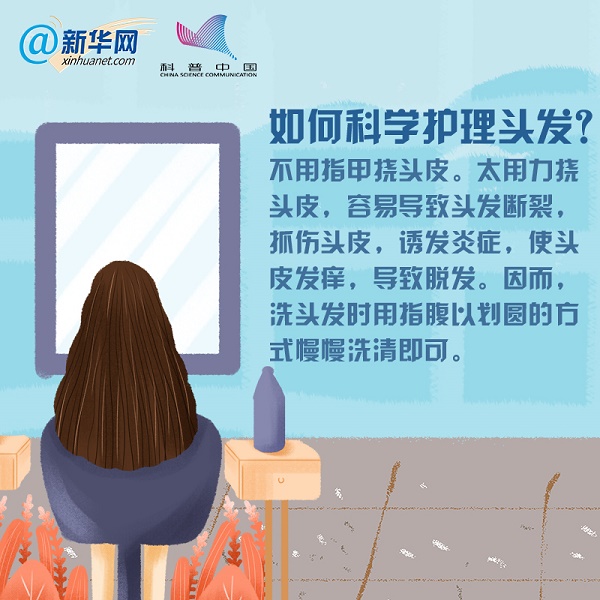 @新华网
xinhuanet.com
科普中国
CHINA SCIENCE COMMUNICATION
如何科学护理头发?
不用指甲挠头皮。太用力挠
头皮，容易导致头发断裂，
抓伤头皮，诱发炎症，使头
皮发痒，导致脱发。因而，
洗头发时用指腹以划圆的方
式慢慢洗清即可。